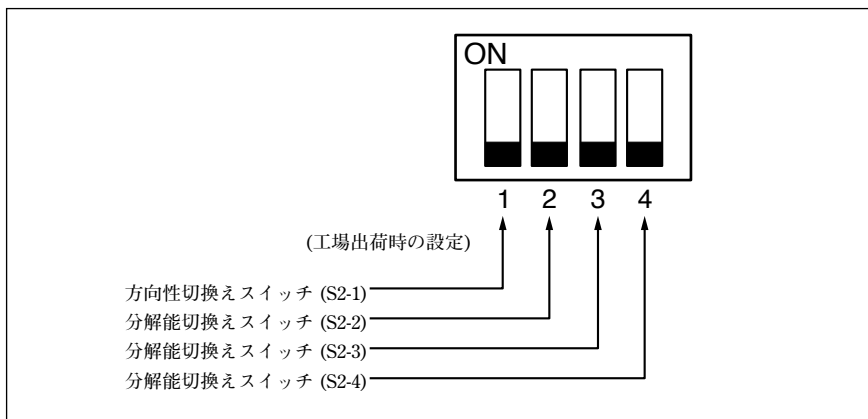 ON
1 2 3 4
(工場出荷時の設定)
方向性切換えスイッチ (S2-1)
分解能切換えスイッチ (S2-2)
分解能切換えスイッチ (S2-3)
分解能切換えスイッチ (S2-4)